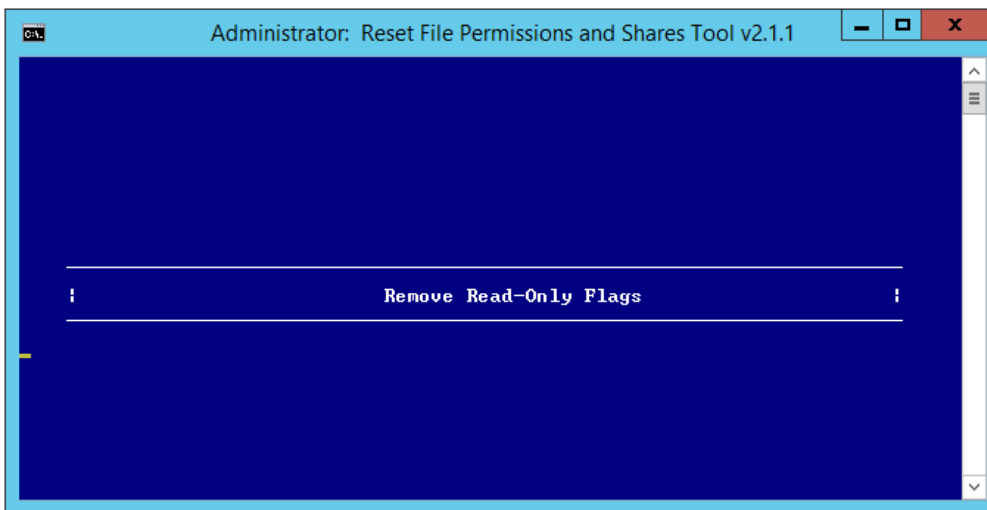 Administrator: Reset File Permissions and Shares Tool v2.1.1
Remove Read-Only Flags